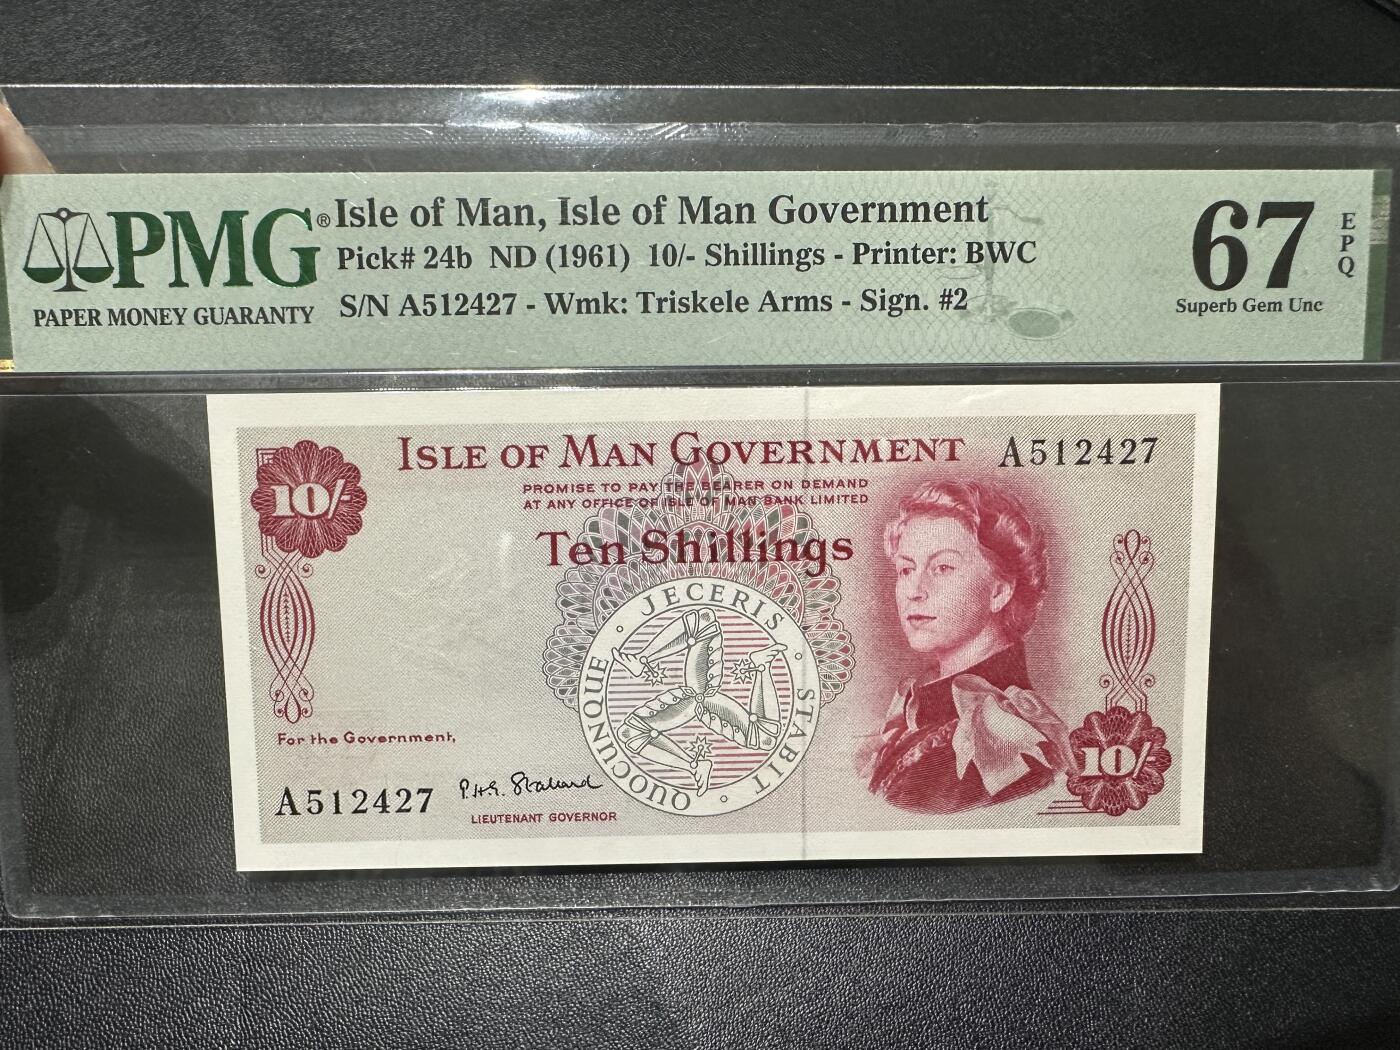 PMG®
PAPER MONEY GUARANTY
Isle of Man, Isle of Man Government
Pick# 24b ND (1961) 10/- Shillings - Printer: BWC
S/N A512427 - Wmk: Triskele Arms - Sign. #2
67
EPQ
Superb Gem Unc
10/-
ISLE OF MAN GOVERNMENT
A512427
PROMISE TO PAY THE BEARER ON DEMAND
AT ANY OFFICE OF ISLE OF MAN BANK LIMITED
Ten Shillings
QUOCUNQUE · JECERIS · STABIT ·
For the Government,
A512427
P.H.G. Stallard
LIEUTENANT GOVERNOR
10/-